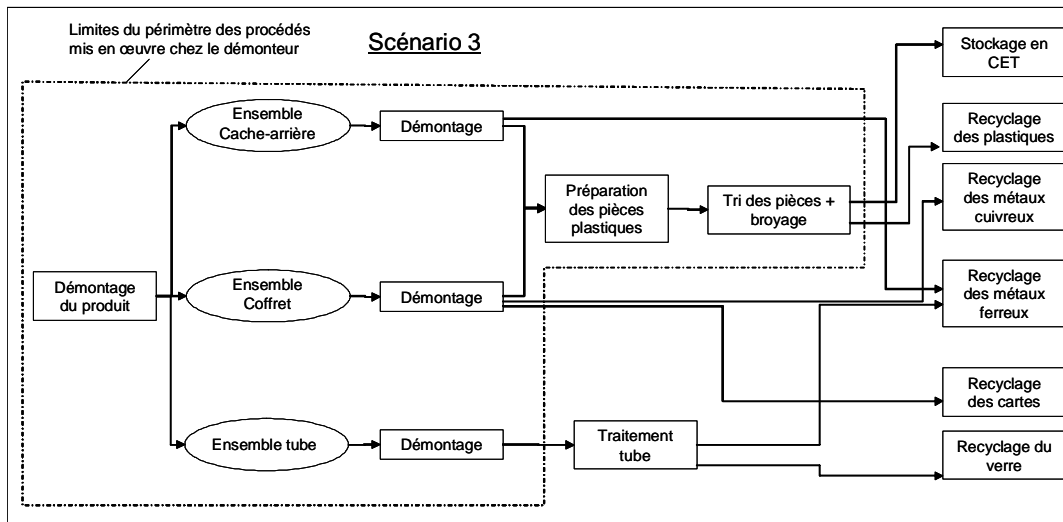 Limites du périmètre des procédés
mis en œuvre chez le démonteur
Scénario 3
Stockage en
CET
Ensemble
Cache-arrière
Démontage
Recyclage
des plastiques
Préparation
des pièces
plastiques
Tri des pièces +
broyage
Recyclage
des métaux
cuivreux
Démontage
du produit
Ensemble
Coffret
Démontage
Recyclage
des métaux
ferreux
Recyclage
des cartes
Ensemble tube
Démontage
Traitement
tube
Recyclage du
verre